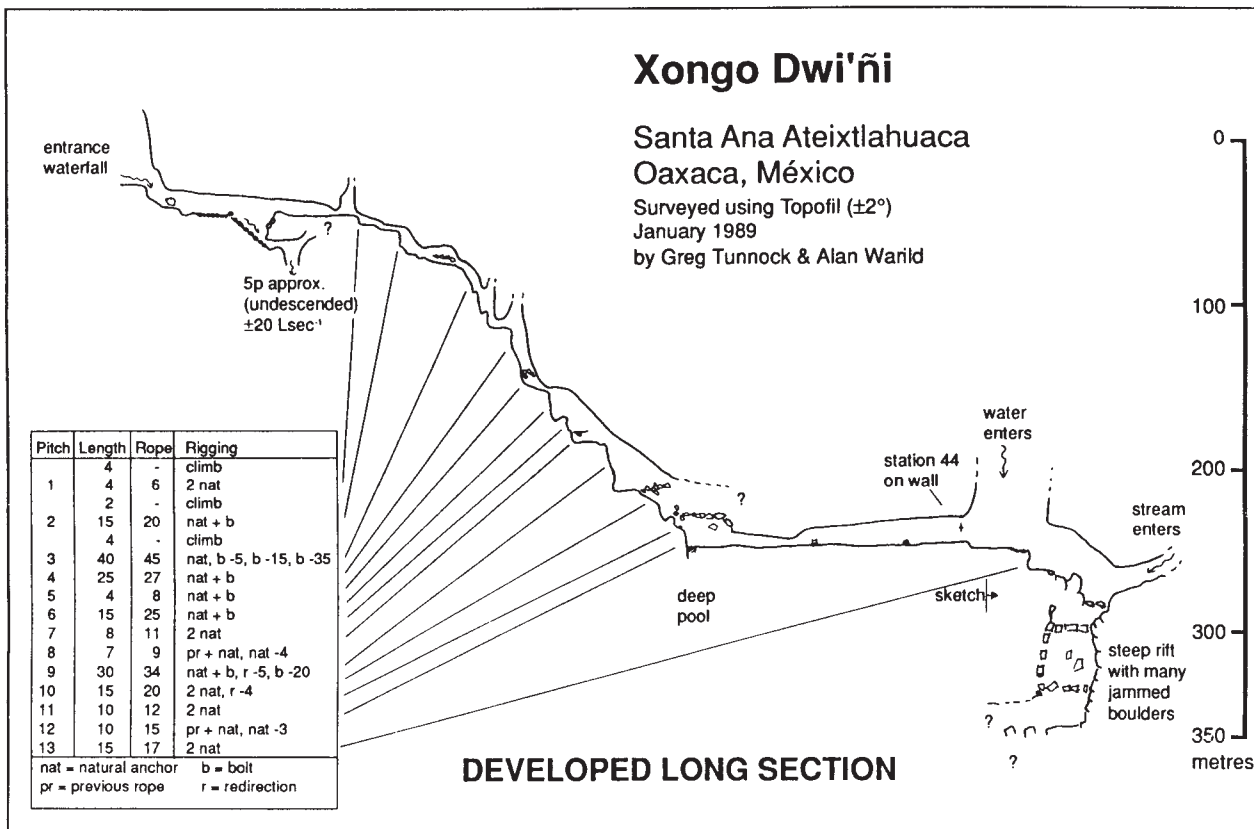 Xongo Dwi'ñi
Santa Ana Ateixtlahuaca
Oaxaca, México
Surveyed using Topofil (±2°)
January 1989
by Greg Tunnock & Alan Warild
entrance
waterfall
?
5p approx.
(undescended)
±20 Lsec⁻¹
0
100
200
300
350
metres
water
enters
station 44
on wall
?
stream
enters
deep
pool
sketch
steep rift
with many
jammed
boulders
?
?
Pitch Length Rope Rigging
4 - climb
1 4 6 2 nat
2 - climb
2 15 20 nat + b
4 - climb
3 40 45 nat, b -5, b -15, b -35
4 25 27 nat + b
5 4 8 nat + b
6 15 25 nat + b
7 8 11 2 nat
8 7 9 pr + nat, nat -4
9 30 34 nat + b, r -5, b -20
10 15 20 2 nat, r -4
11 10 12 2 nat
12 10 15 pr + nat, nat -3
13 15 17 2 nat
nat = natural anchor b = bolt
pr = previous rope r = redirection
DEVELOPED LONG SECTION